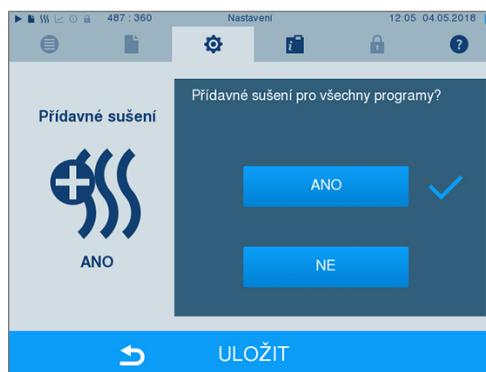 487 : 360 Nastavení 12:05 04.05.2018
Přídavné sušení
Přídavné sušení pro všechny programy?
ANO
ANO
NE
ULOŽIT